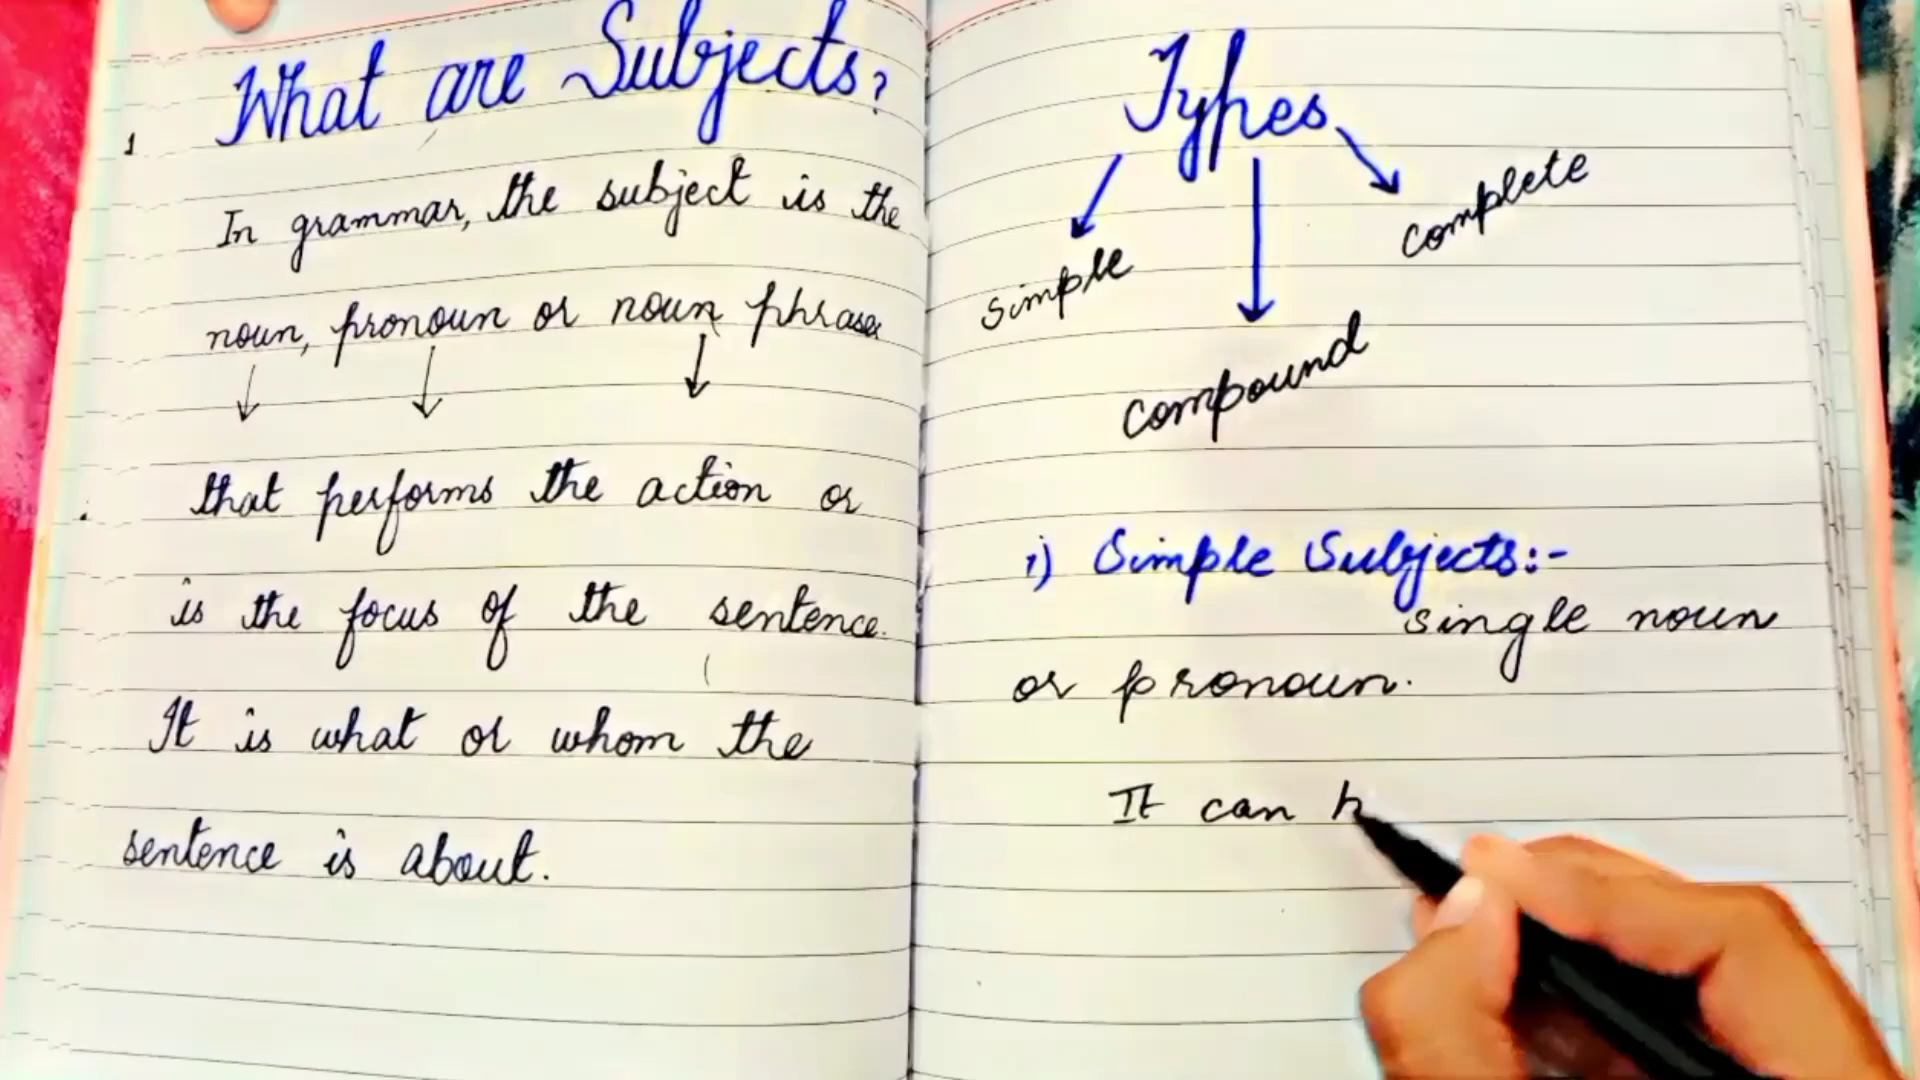 What are Subjects?
1
In grammar, the subject is the
noun, pronoun or noun phrase
that performs the action or
is the focus of the sentence.
It is what or whom the
sentence is about.
Types
simple
compound
complete
1) Simple Subjects:-
single noun
or pronoun.
It can